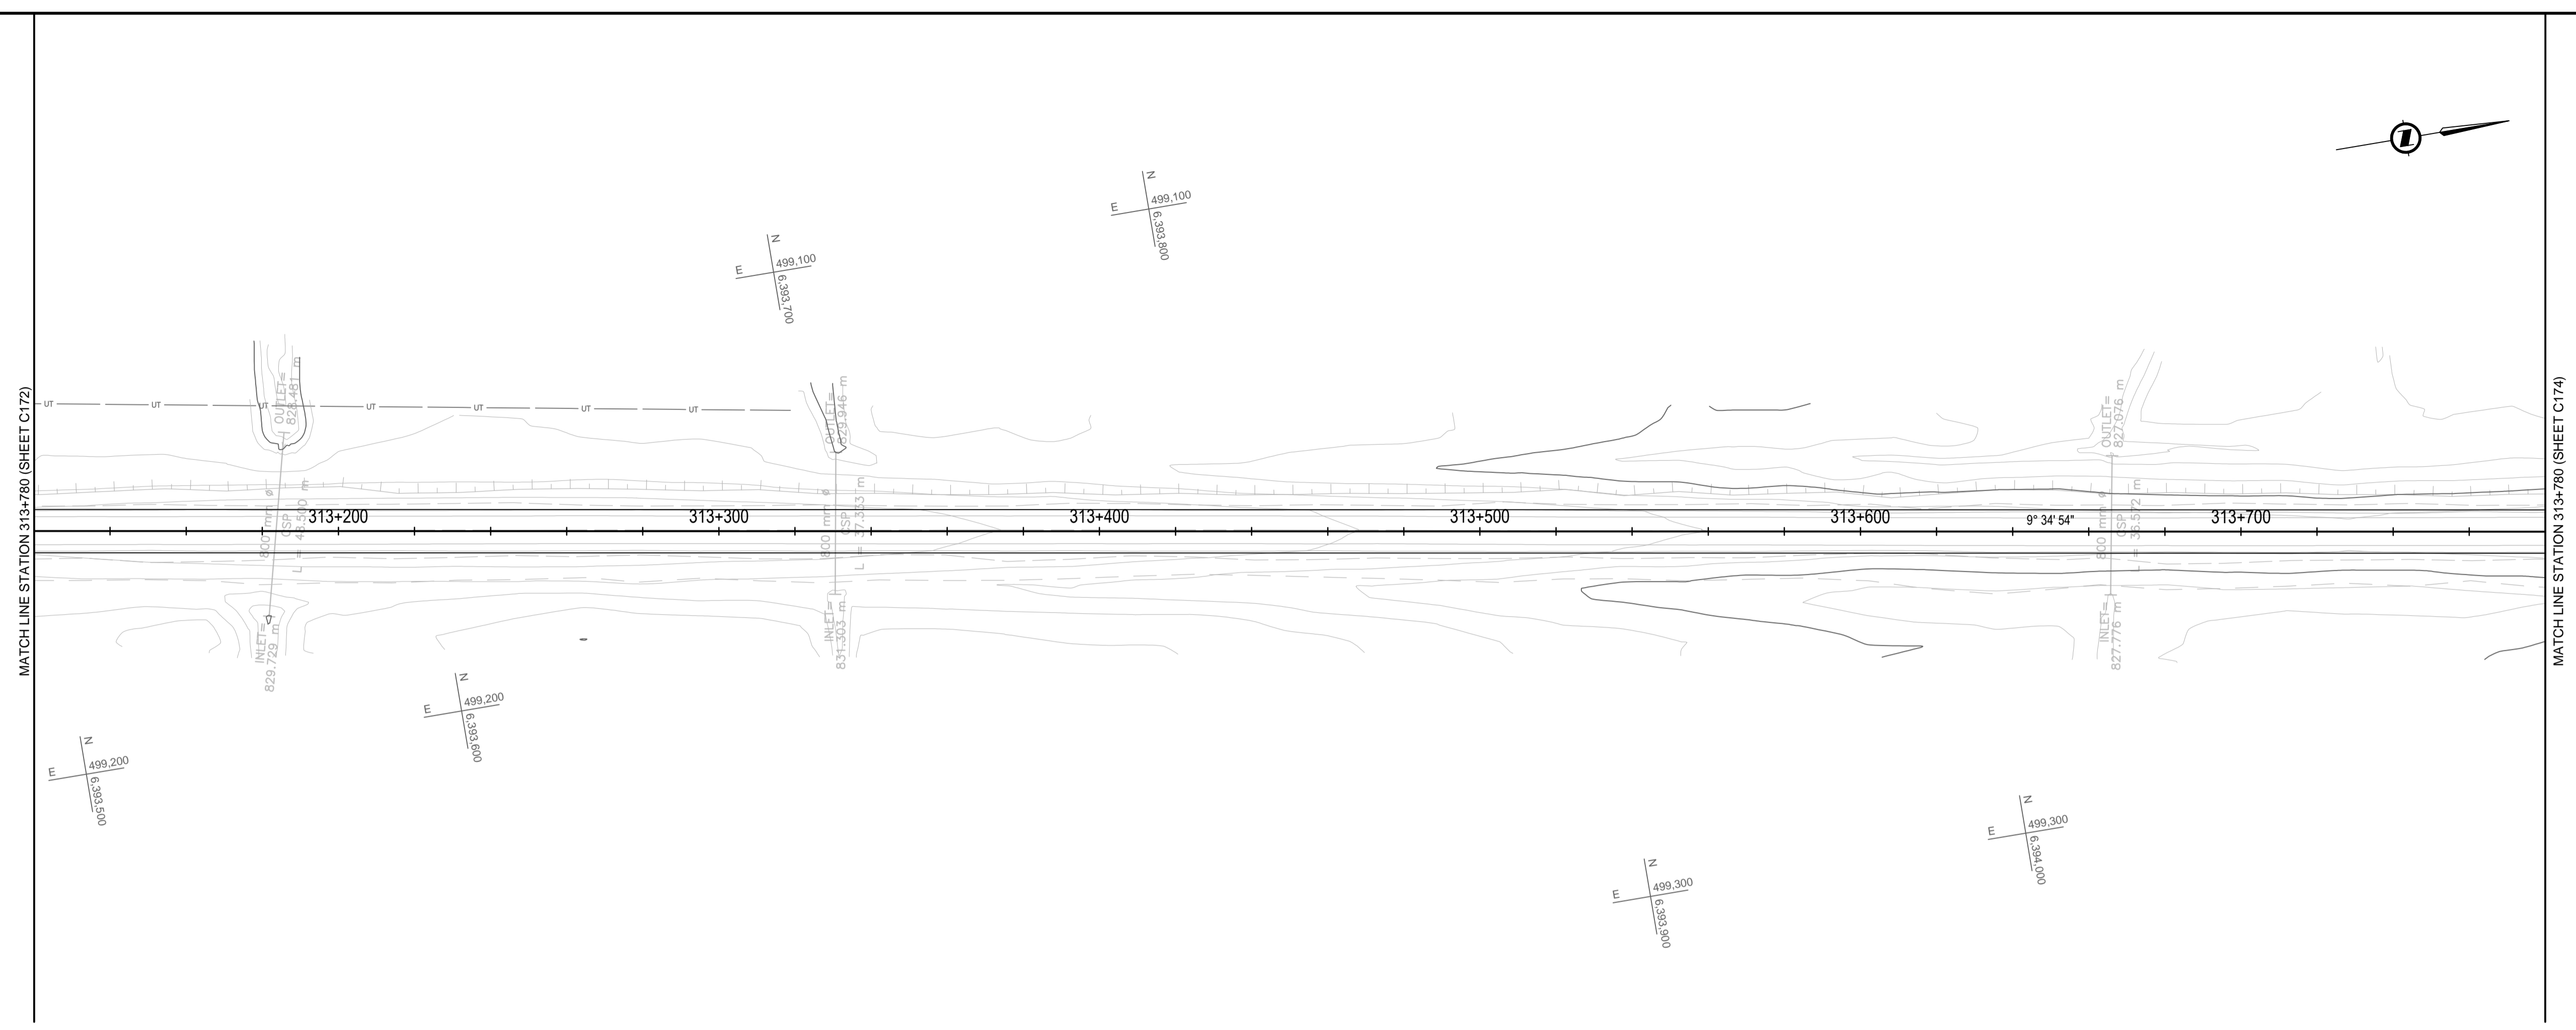 MATCH LINE STATION 313+780 (SHEET C172)
MATCH LINE STATION 313+780 (SHEET C174)
N
E 499,100
6,393,800
N
E 499,100
6,393,700
OUTLET=
828.481 m
OUTLET=
829.946 m
OUTLET=
827.076 m
UT UT UT UT UT UT UT
800 mm ø
CSP
L = 48.500 m
800 mm ø
CSP
L = 37.333 m
800 mm ø
CSP
L = 36.572 m
313+200 313+300 313+400 313+500 313+600 9° 34' 54" 313+700
INLET=
829.729 m
INLET=
831.303 m
INLET=
827.776 m
N
E 499,200
6,393,600
N
E 499,200
6,393,500
N
E 499,300
6,394,000
N
E 499,300
6,393,900